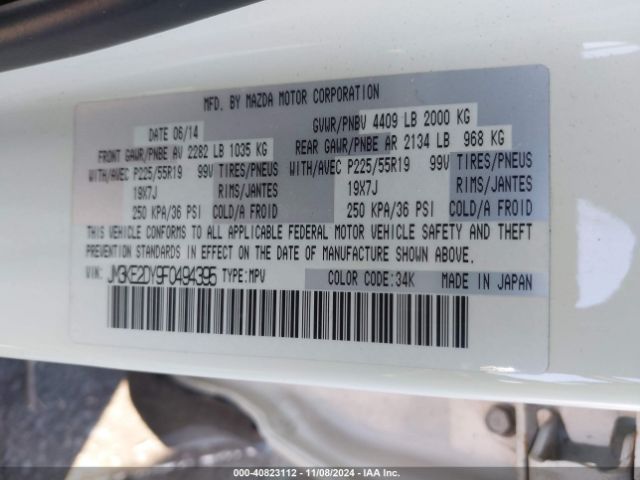 MFD. BY MAZDA MOTOR CORPORATION
DATE 06/14 GVWR/PNBV 4409 LB 2000 KG
FRONT GAWR/PNBE AV 2282 LB 1035 KG REAR GAWR/PNBE AR 2134 LB 968 KG
WITH/AVEC P225/55R19 99V TIRES/PNEUS WITH/AVEC P225/55R19 99V TIRES/PNEUS
19X7J RIMS/JANTES 19X7J RIMS/JANTES
250 KPA/36 PSI COLD/A FROID 250 KPA/36 PSI COLD/A FROID
THIS VEHICLE CONFORMS TO ALL APPLICABLE FEDERAL MOTOR VEHICLE SAFETY AND THEFT
PREVENTION STANDARDS IN EFFECT ON THE DATE OF MANUFACTURE SHOWN ABOVE.
VIN: JM3KE2DY9F0494395 TYPE:MPV COLOR CODE:34K MADE IN JAPAN
000-40823112 - 11/08/2024 - IAA Inc.